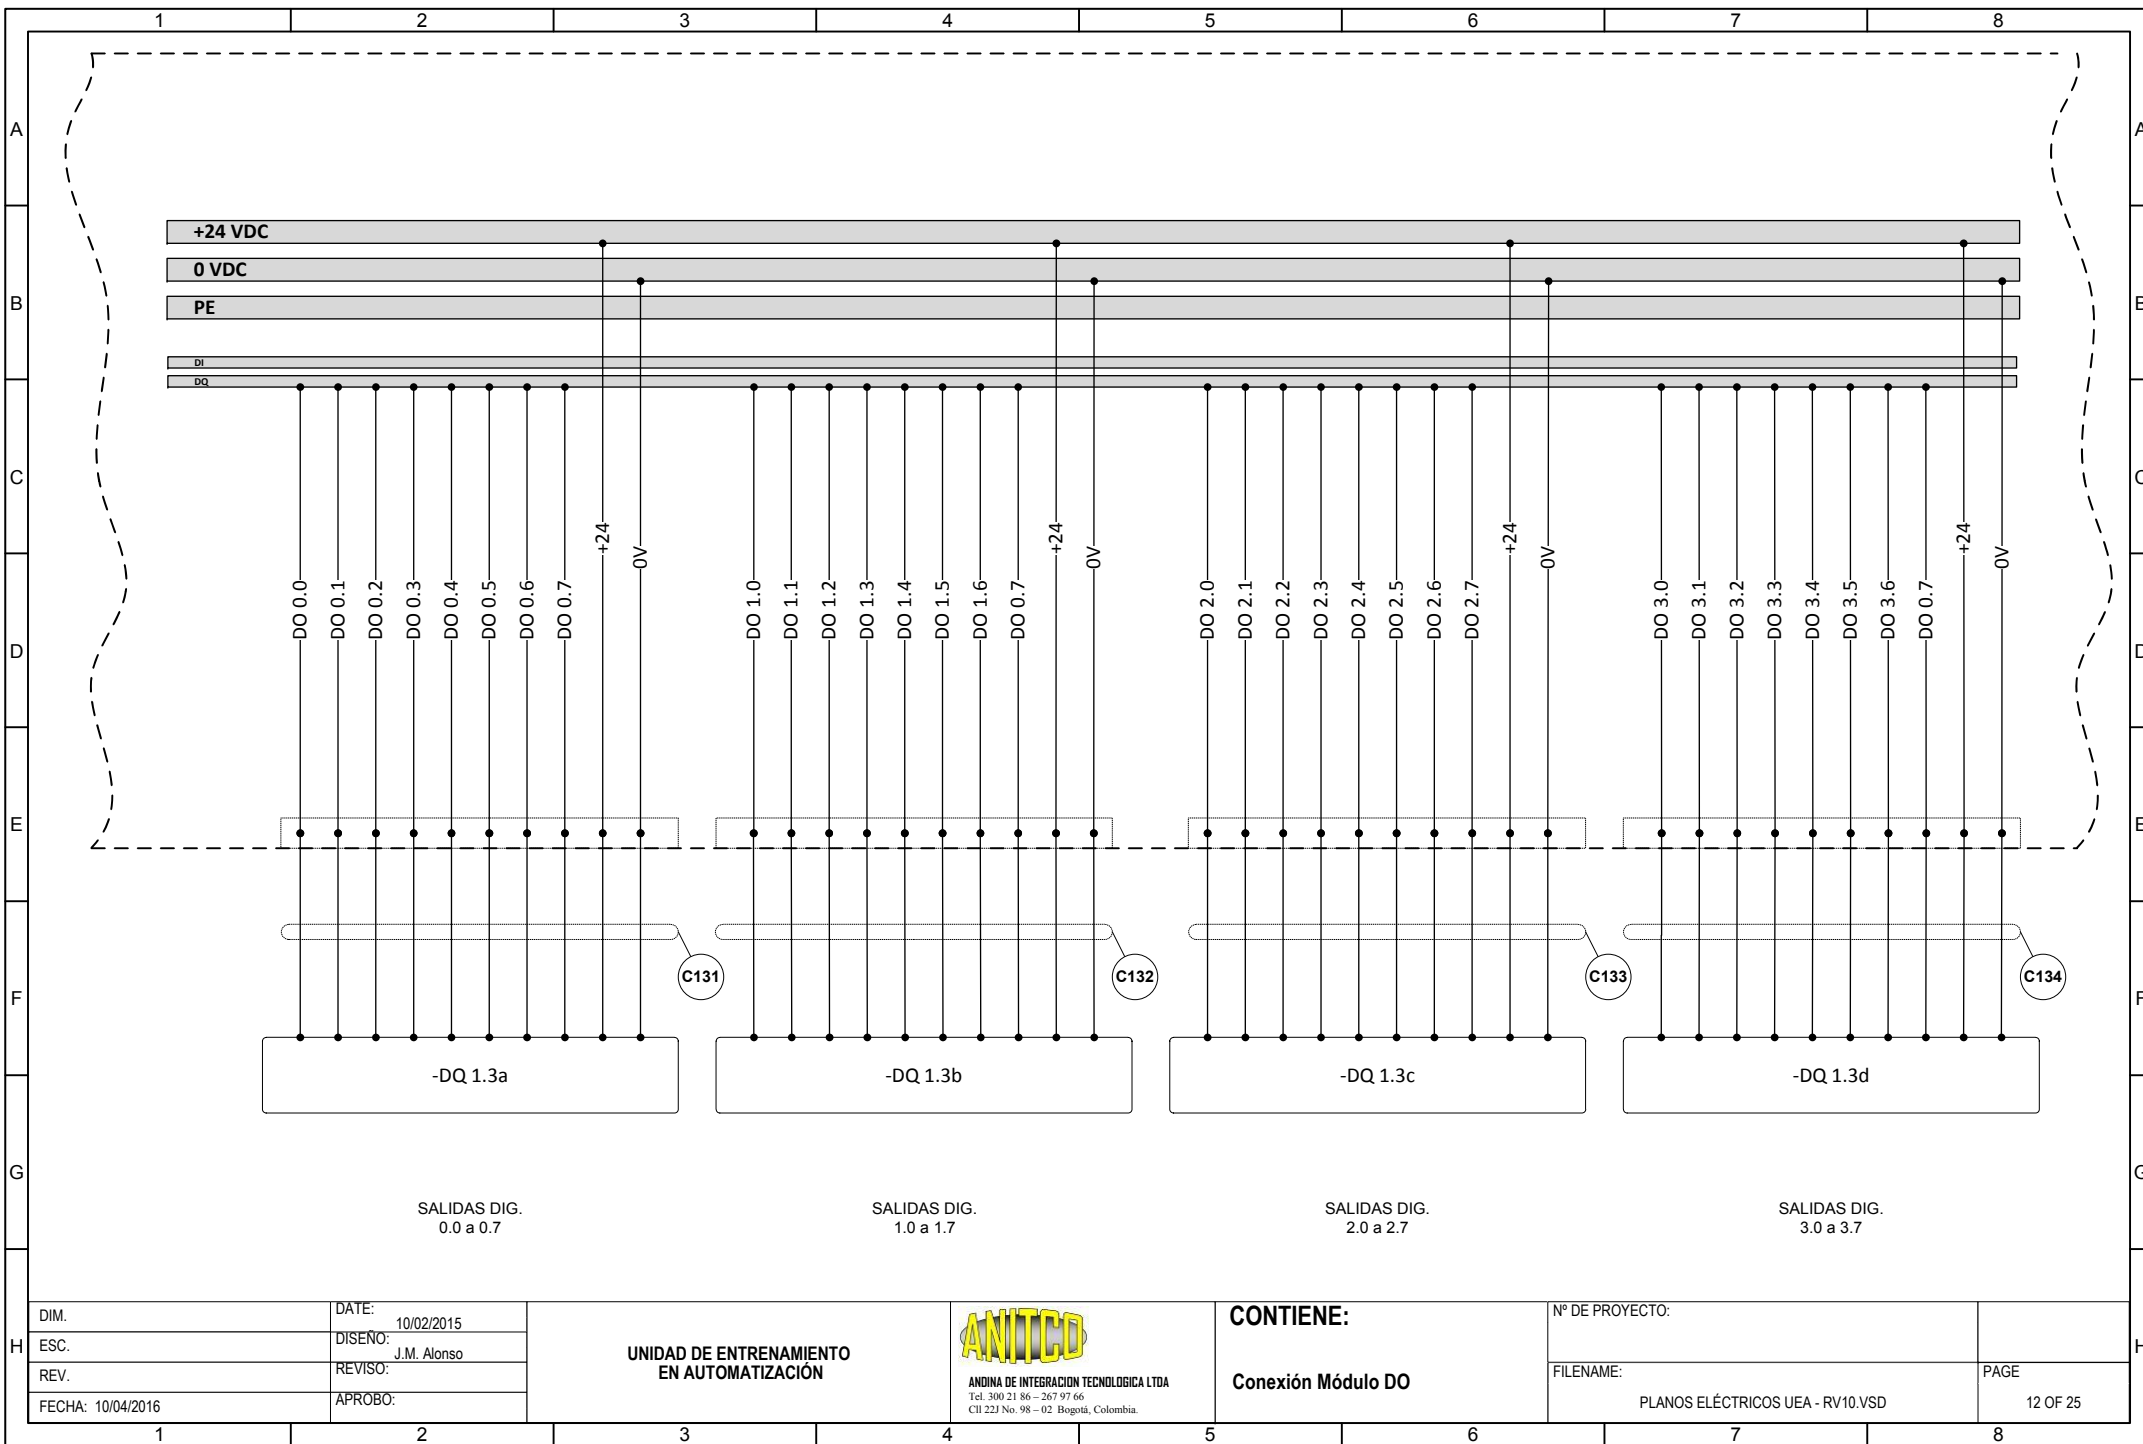 1 2 3 4 5 6 7 8
A A
B B
C C
D D
E E
F F
G G
H H
+24 VDC
0 VDC
PE
DI
DQ
DO 0.0 DO 0.1 DO 0.2 DO 0.3 DO 0.4 DO 0.5 DO 0.6 DO 0.7 +24 0V
DO 1.0 DO 1.1 DO 1.2 DO 1.3 DO 1.4 DO 1.5 DO 1.6 DO 0.7 +24 0V
DO 2.0 DO 2.1 DO 2.2 DO 2.3 DO 2.4 DO 2.5 DO 2.6 DO 2.7 +24 0V
DO 3.0 DO 3.1 DO 3.2 DO 3.3 DO 3.4 DO 3.5 DO 3.6 DO 0.7 +24 0V
C131 C132 C133 C134
-DQ 1.3a -DQ 1.3b -DQ 1.3c -DQ 1.3d
SALIDAS DIG.
0.0 a 0.7
SALIDAS DIG.
1.0 a 1.7
SALIDAS DIG.
2.0 a 2.7
SALIDAS DIG.
3.0 a 3.7
DIM.
ESC.
REV.
FECHA: 10/04/2016
DATE:
10/02/2015
DISEÑO:
J.M. Alonso
REVISO:
APROBO:
UNIDAD DE ENTRENAMIENTO
EN AUTOMATIZACIÓN
ANITCO
ANDINA DE INTEGRACION TECNOLOGICA LTDA
Tel. 300 21 86 – 267 97 66
Cll 22J No. 98 – 02 Bogotá, Colombia.
CONTIENE:
Conexión Módulo DO
Nº DE PROYECTO:
FILENAME:
PLANOS ELÉCTRICOS UEA - RV10.VSD
PAGE
12 OF 25
1 2 3 4 5 6 7 8